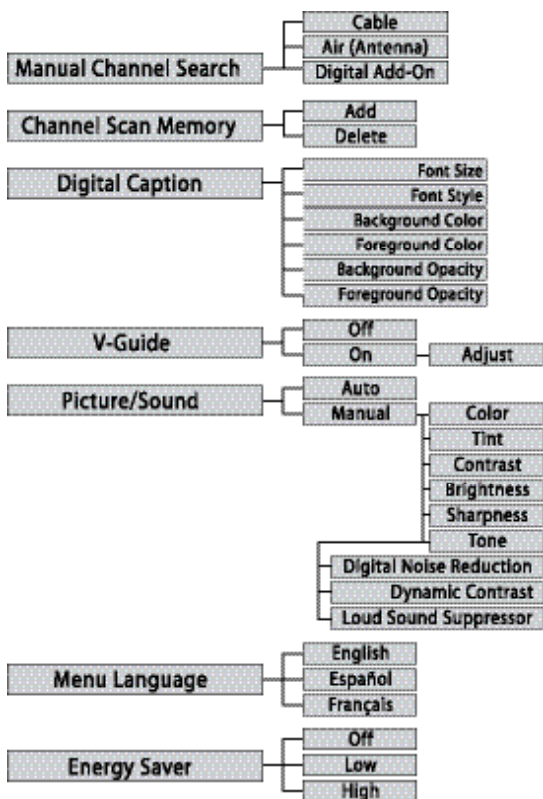 Cable
Air (Antenna)
Manual Channel Search
Digital Add-On
Add
Channel Scan Memory
Delete
Font Size
Digital Caption
Font Style
Background Color
Foreground Color
Background Opacity
Foreground Opacity
Off
V-Guide
On
Adjust
Auto
Picture/Sound
Manual
Color
Tint
Contrast
Brightness
Sharpness
Tone
Digital Noise Reduction
Dynamic Contrast
Loud Sound Suppressor
English
Menu Language
Español
Français
Off
Energy Saver
Low
High